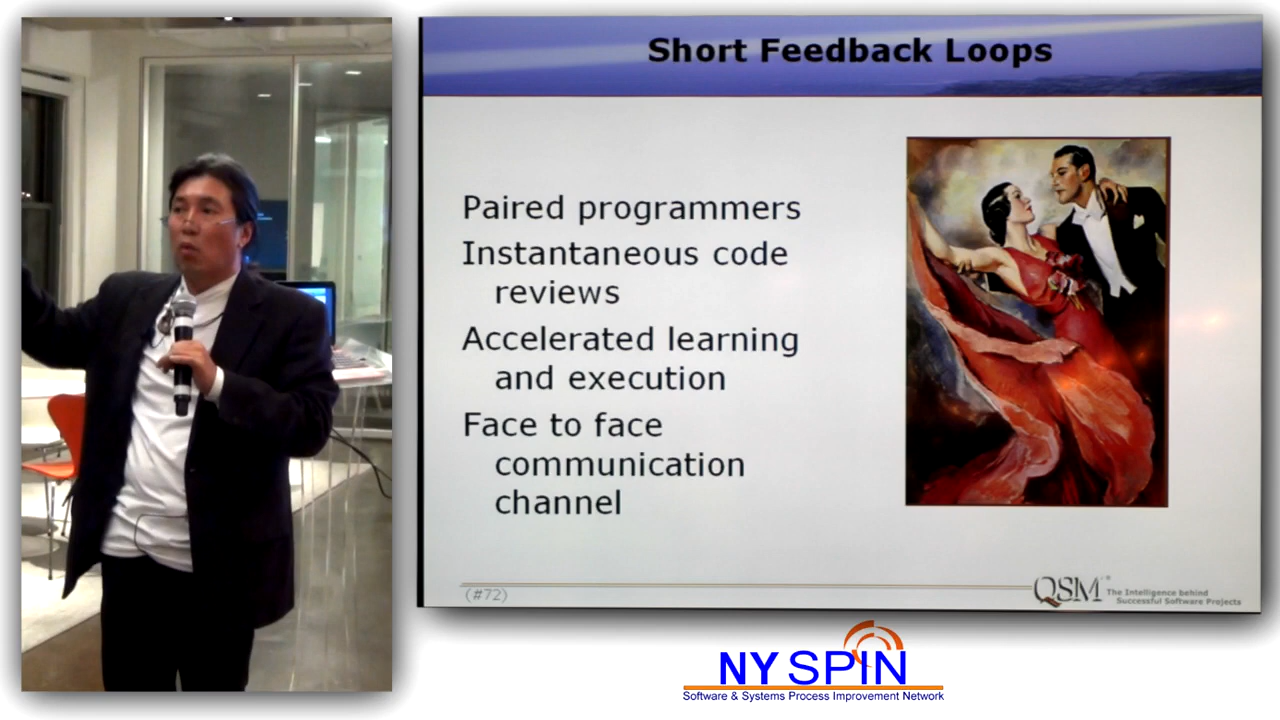 Short Feedback Loops
Paired programmers
Instantaneous code
reviews
Accelerated learning
and execution
Face to face
communication
channel
(#72)
QSM®
The Intelligence behind
Successful Software Projects
NY SPIN
Software & Systems Process Improvement Network